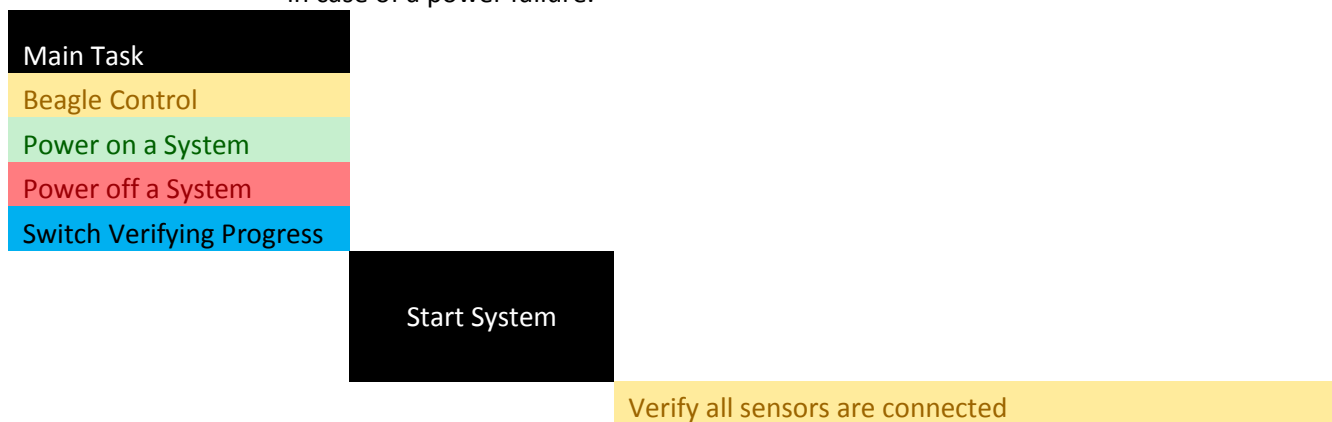 in case of a power failure.
Main Task
Beagle Control
Power on a System
Power off a System
Switch Verifying Progress
Start System
Verify all sensors are connected